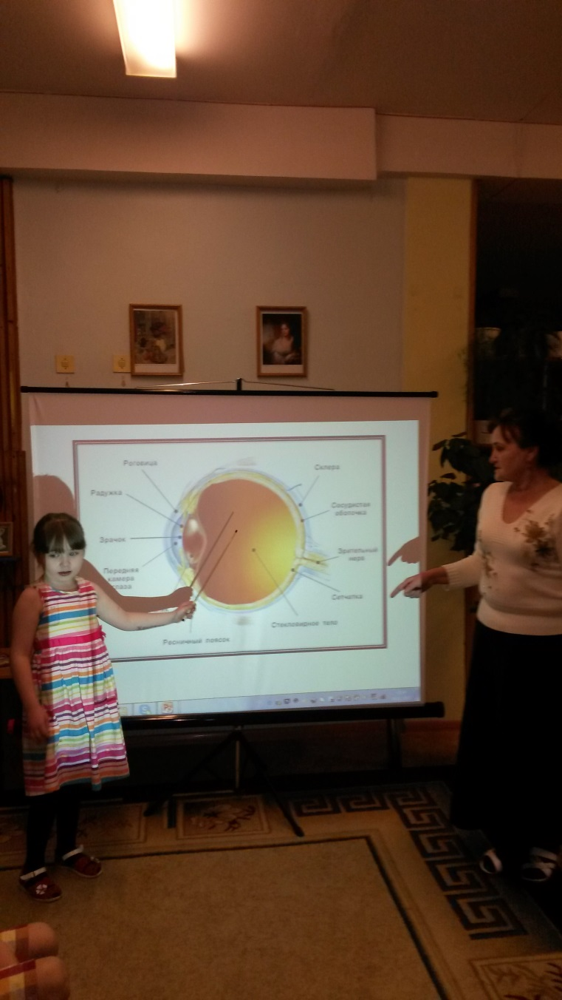 Роговица
Радужка
Зрачок
Передняя
камера
глаза
Ресничный поясок
Склера
Сосудистая
оболочка
Зрительный
нерв
Сетчатка
Стекловидное тело